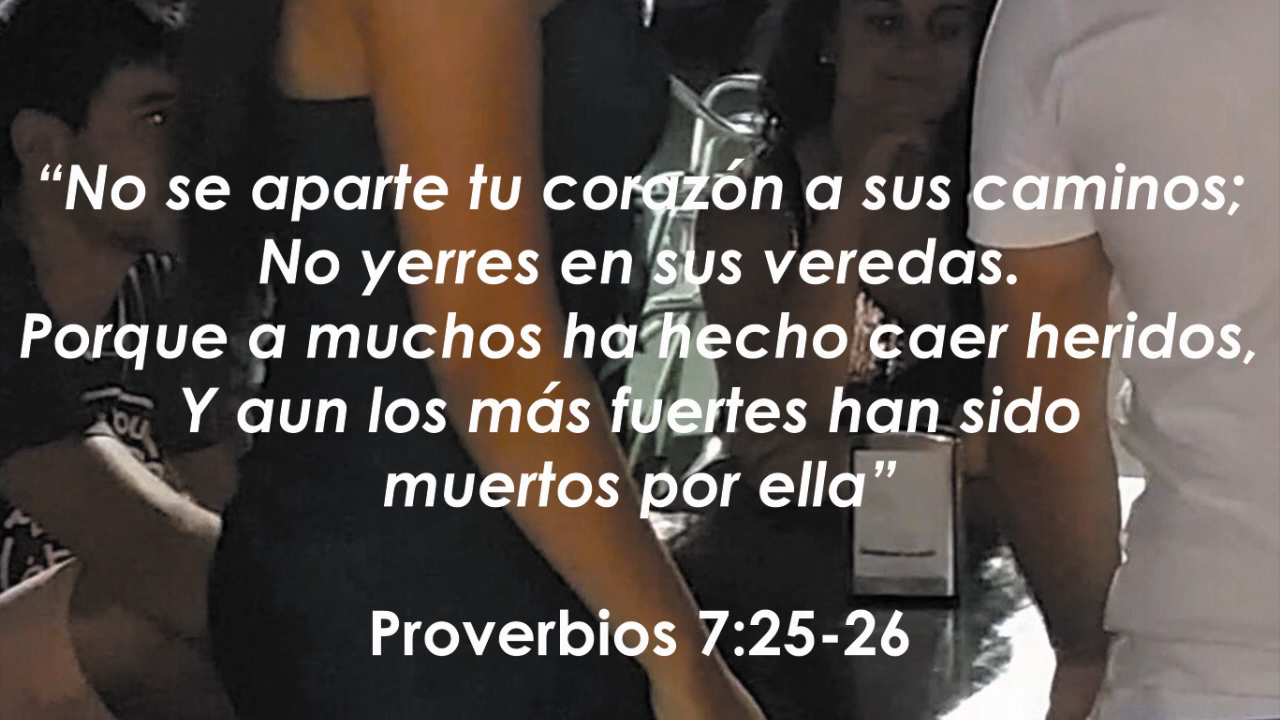 “No se aparte tu corazón a sus caminos;
No yerres en sus veredas.
Porque a muchos ha hecho caer heridos,
Y aun los más fuertes han sido
muertos por ella”
Proverbios 7:25-26